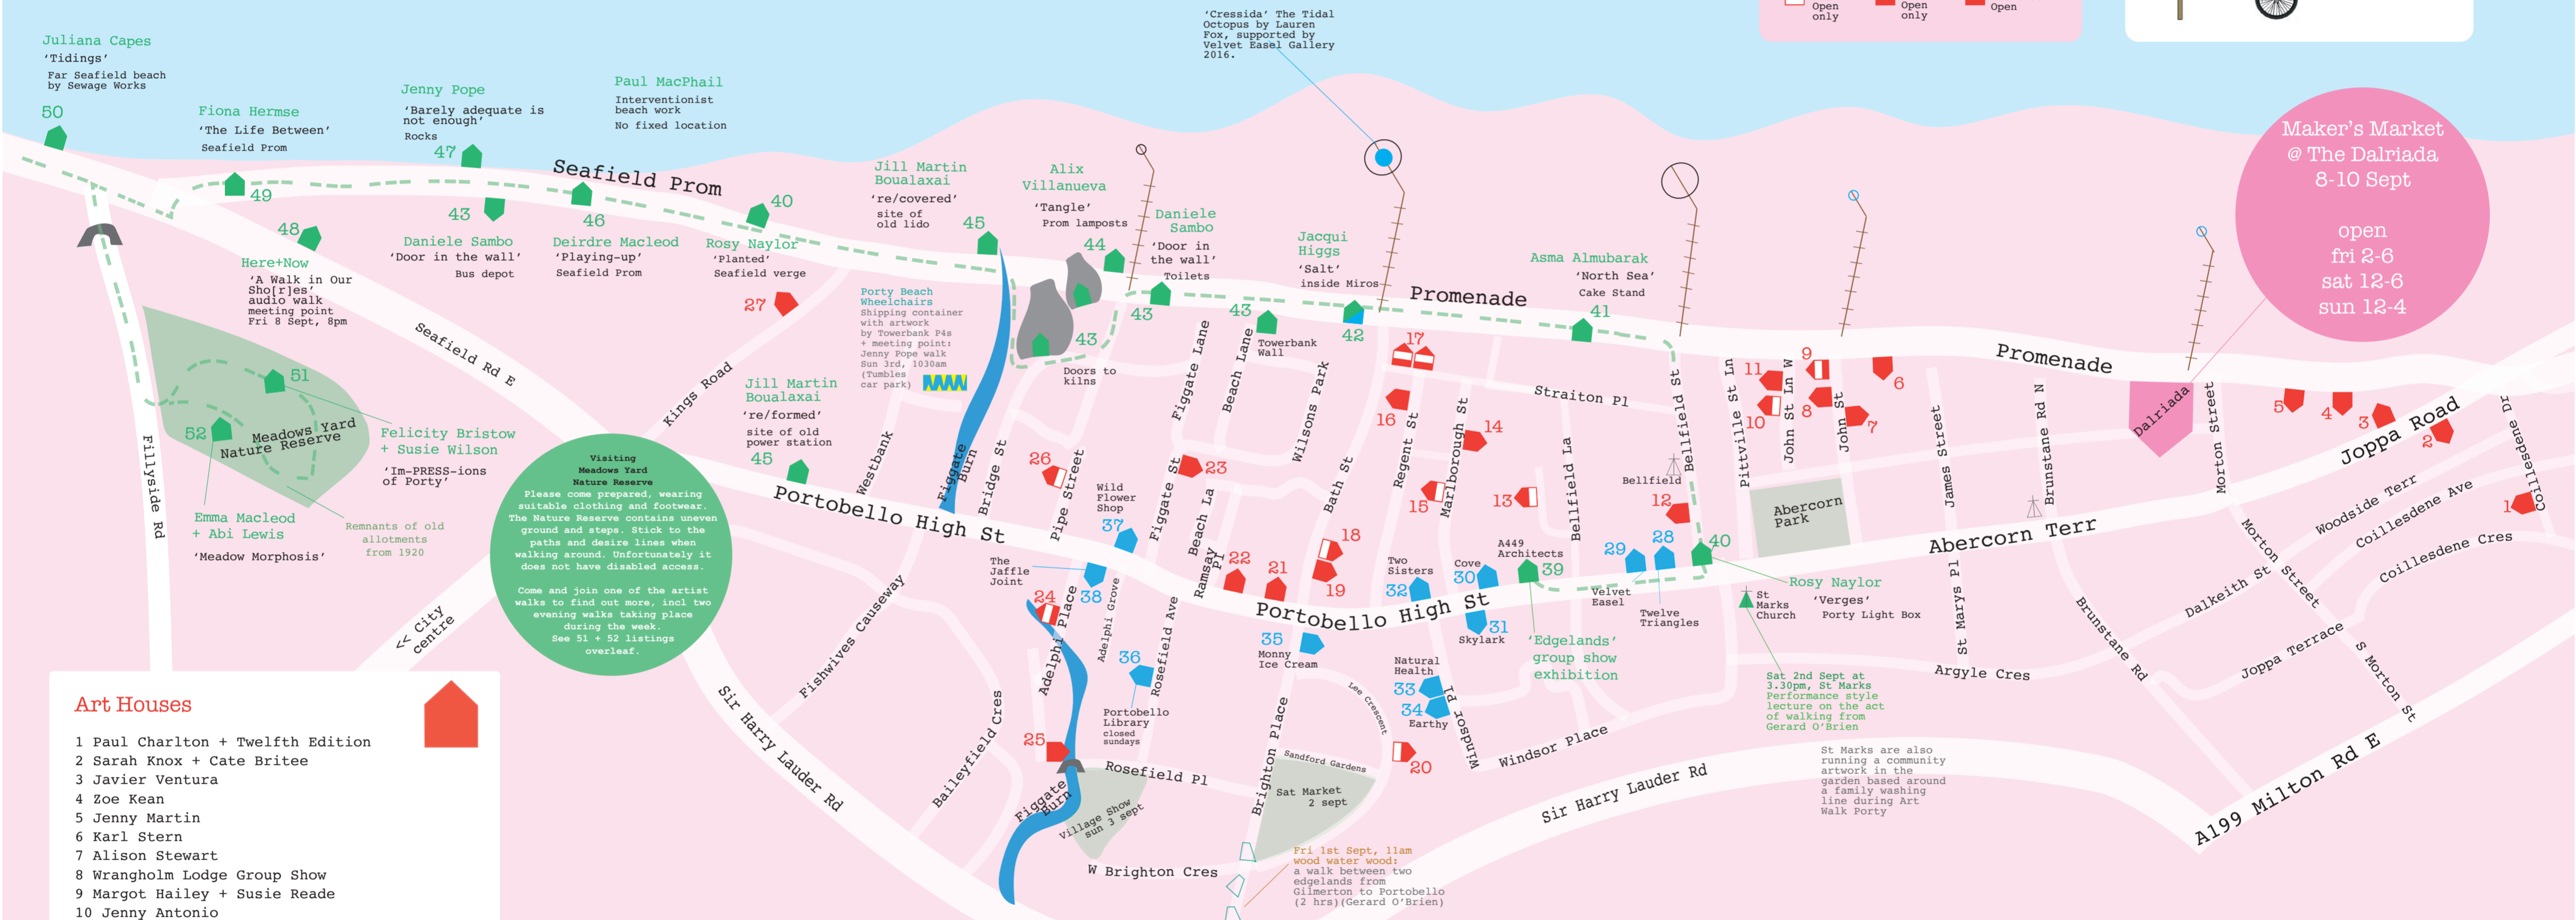 Juliana Capes
‘Tidings’
Far Seafield beach
by Sewage Works
50
Fiona Hermse
‘The Life Between’
Seafield Prom
49
Jenny Pope
‘Barely adequate is
not enough’
Rocks
47
Paul MacPhail
Interventionist
beach work
No fixed location
‘Cressida’ The Tidal
Octopus by Lauren
Fox, supported by
Velvet Easel Gallery
2016.
Open
only
Open
only
Open
Maker’s Market
@ The Dalriada
8-10 Sept
open
fri 2-6
sat 12-6
sun 12-4
Seafield Prom
48
Here+Now
‘A Walk in Our
Sho[r]es’
audio walk
meeting point
Fri 8 Sept, 8pm
43
Daniele Sambo
‘Door in the wall’
Bus depot
46
Deirdre Macleod
‘Playing-up’
Seafield Prom
40
Rosy Naylor
‘Planted’
Seafield verge
27
Jill Martin
Boualaxai
‘re/covered’
site of
old lido
45
Alix
Villanueva
‘Tangle’
Prom lamposts
44
Daniele
Sambo
‘Door in
the wall’
Toilets
43
Jacqui
Higgs
‘Salt’
inside Miros
42
43
Towerbank
Wall
43
Doors to
kilns
Asma Almubarak
‘North Sea’
Cake Stand
41
Promenade
Promenade
Porty Beach
Wheelchairs
Shipping container
with artwork
by Towerbank P4s
+ meeting point:
Jenny Pope walk
Sun 3rd, 1030am
(Tumbles
car park)
Jill Martin
Boualaxai
‘re/formed’
site of old
power station
45
Seafield Rd E
Kings Road
Fillyside Rd
51
52
Meadows Yard
Nature Reserve
Felicity Bristow
+ Susie Wilson
‘Im-PRESS-ions
of Porty’
Emma Macleod
+ Abi Lewis
‘Meadow Morphosis’
Remnants of old
allotments
from 1920
Visiting
Meadows Yard
Nature Reserve
Please come prepared, wearing
suitable clothing and footwear.
The Nature Reserve contains uneven
ground and steps. Stick to the
paths and desire lines when
walking around. Unfortunately it
does not have disabled access.
Come and join one of the artist
walks to find out more, incl two
evening walks taking place
during the week.
See 51 + 52 listings
overleaf.
<< City
centre
Portobello High St
Westbank
Figgate
Burn
Bridge St
26
Pipe Street
Figgate Lane
Beach Lane
Figgate St
23
Beach La
Ramsay
Pl
Wilsons Park
Bath St
17
16
Regent St
15
Marlborough St
14
13
Straiton Pl
Bellfield La
Bellfield St
Bellfield
12
Pittville St Ln
11
10
John St Ln W
9
8
John St
7
6
Abercorn
Park
James Street
Brunstane Rd N
Dalriada
Morton Street
5
4
3
2
1
Joppa Road
Coillesdene Dr
Woodside Terr
Coillesdene Ave
Coillesdene Cres
Abercorn Terr
Dalkeith St
Morton Street
Joppa Terrace
S Morton St
Brunstane Rd
St Marys Pl
Argyle Cres
A199 Milton Rd E
Wild
Flower
Shop
37
The
Jaffle
Joint
38
24
Adelphi Place
Adelphi Grove
Rosefield Ave
22
21
18
19
Portobello High St
Two
Sisters
32
Cove
30
A449
Architects
39
29
28
40
Velvet
Easel
Twelve
Triangles
31
Skylark
‘Edgelands’
group show
exhibition
St
Marks
Church
Rosy Naylor
‘Verges’
Porty Light Box
35
Monny
Ice Cream
36
Portobello
Library
closed
sundays
Natural
Health
33
34
Earthy
Windsor Pl
Windsor Place
Lee Crescent
Sandford Gardens
20
Sat Market
2 sept
Brighton Place
25
Rosefield Pl
Figgate
Burn
Village Show
sun 3 sept
W Brighton Cres
Fishwives Causeway
Baileyfield Cres
Sir Harry Lauder Rd
Sir Harry Lauder Rd
Sat 2nd Sept at
3.30pm, St Marks
Performance style
lecture on the act
of walking from
Gerard O’Brien
St Marks are also
running a community
artwork in the
garden based around
a family washing
line during Art
Walk Porty
Fri 1st Sept, 11am
wood water wood:
a walk between two
edgelands from
Gilmerton to Portobello
(2 hrs)(Gerard O’Brien)
Art Houses
1 Paul Charlton + Twelfth Edition
2 Sarah Knox + Cate Britee
3 Javier Ventura
4 Zoe Kean
5 Jenny Martin
6 Karl Stern
7 Alison Stewart
8 Wrangholm Lodge Group Show
9 Margot Hailey + Susie Reade
10 Jenny Antonio